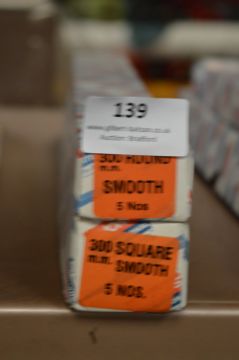 139
www.gilbert-baitson.co.uk
Auction Bradford
300 ROUND
m.m.
SMOOTH
5 Nos
300 SQUARE
m.m. SMOOTH
5 NOS.